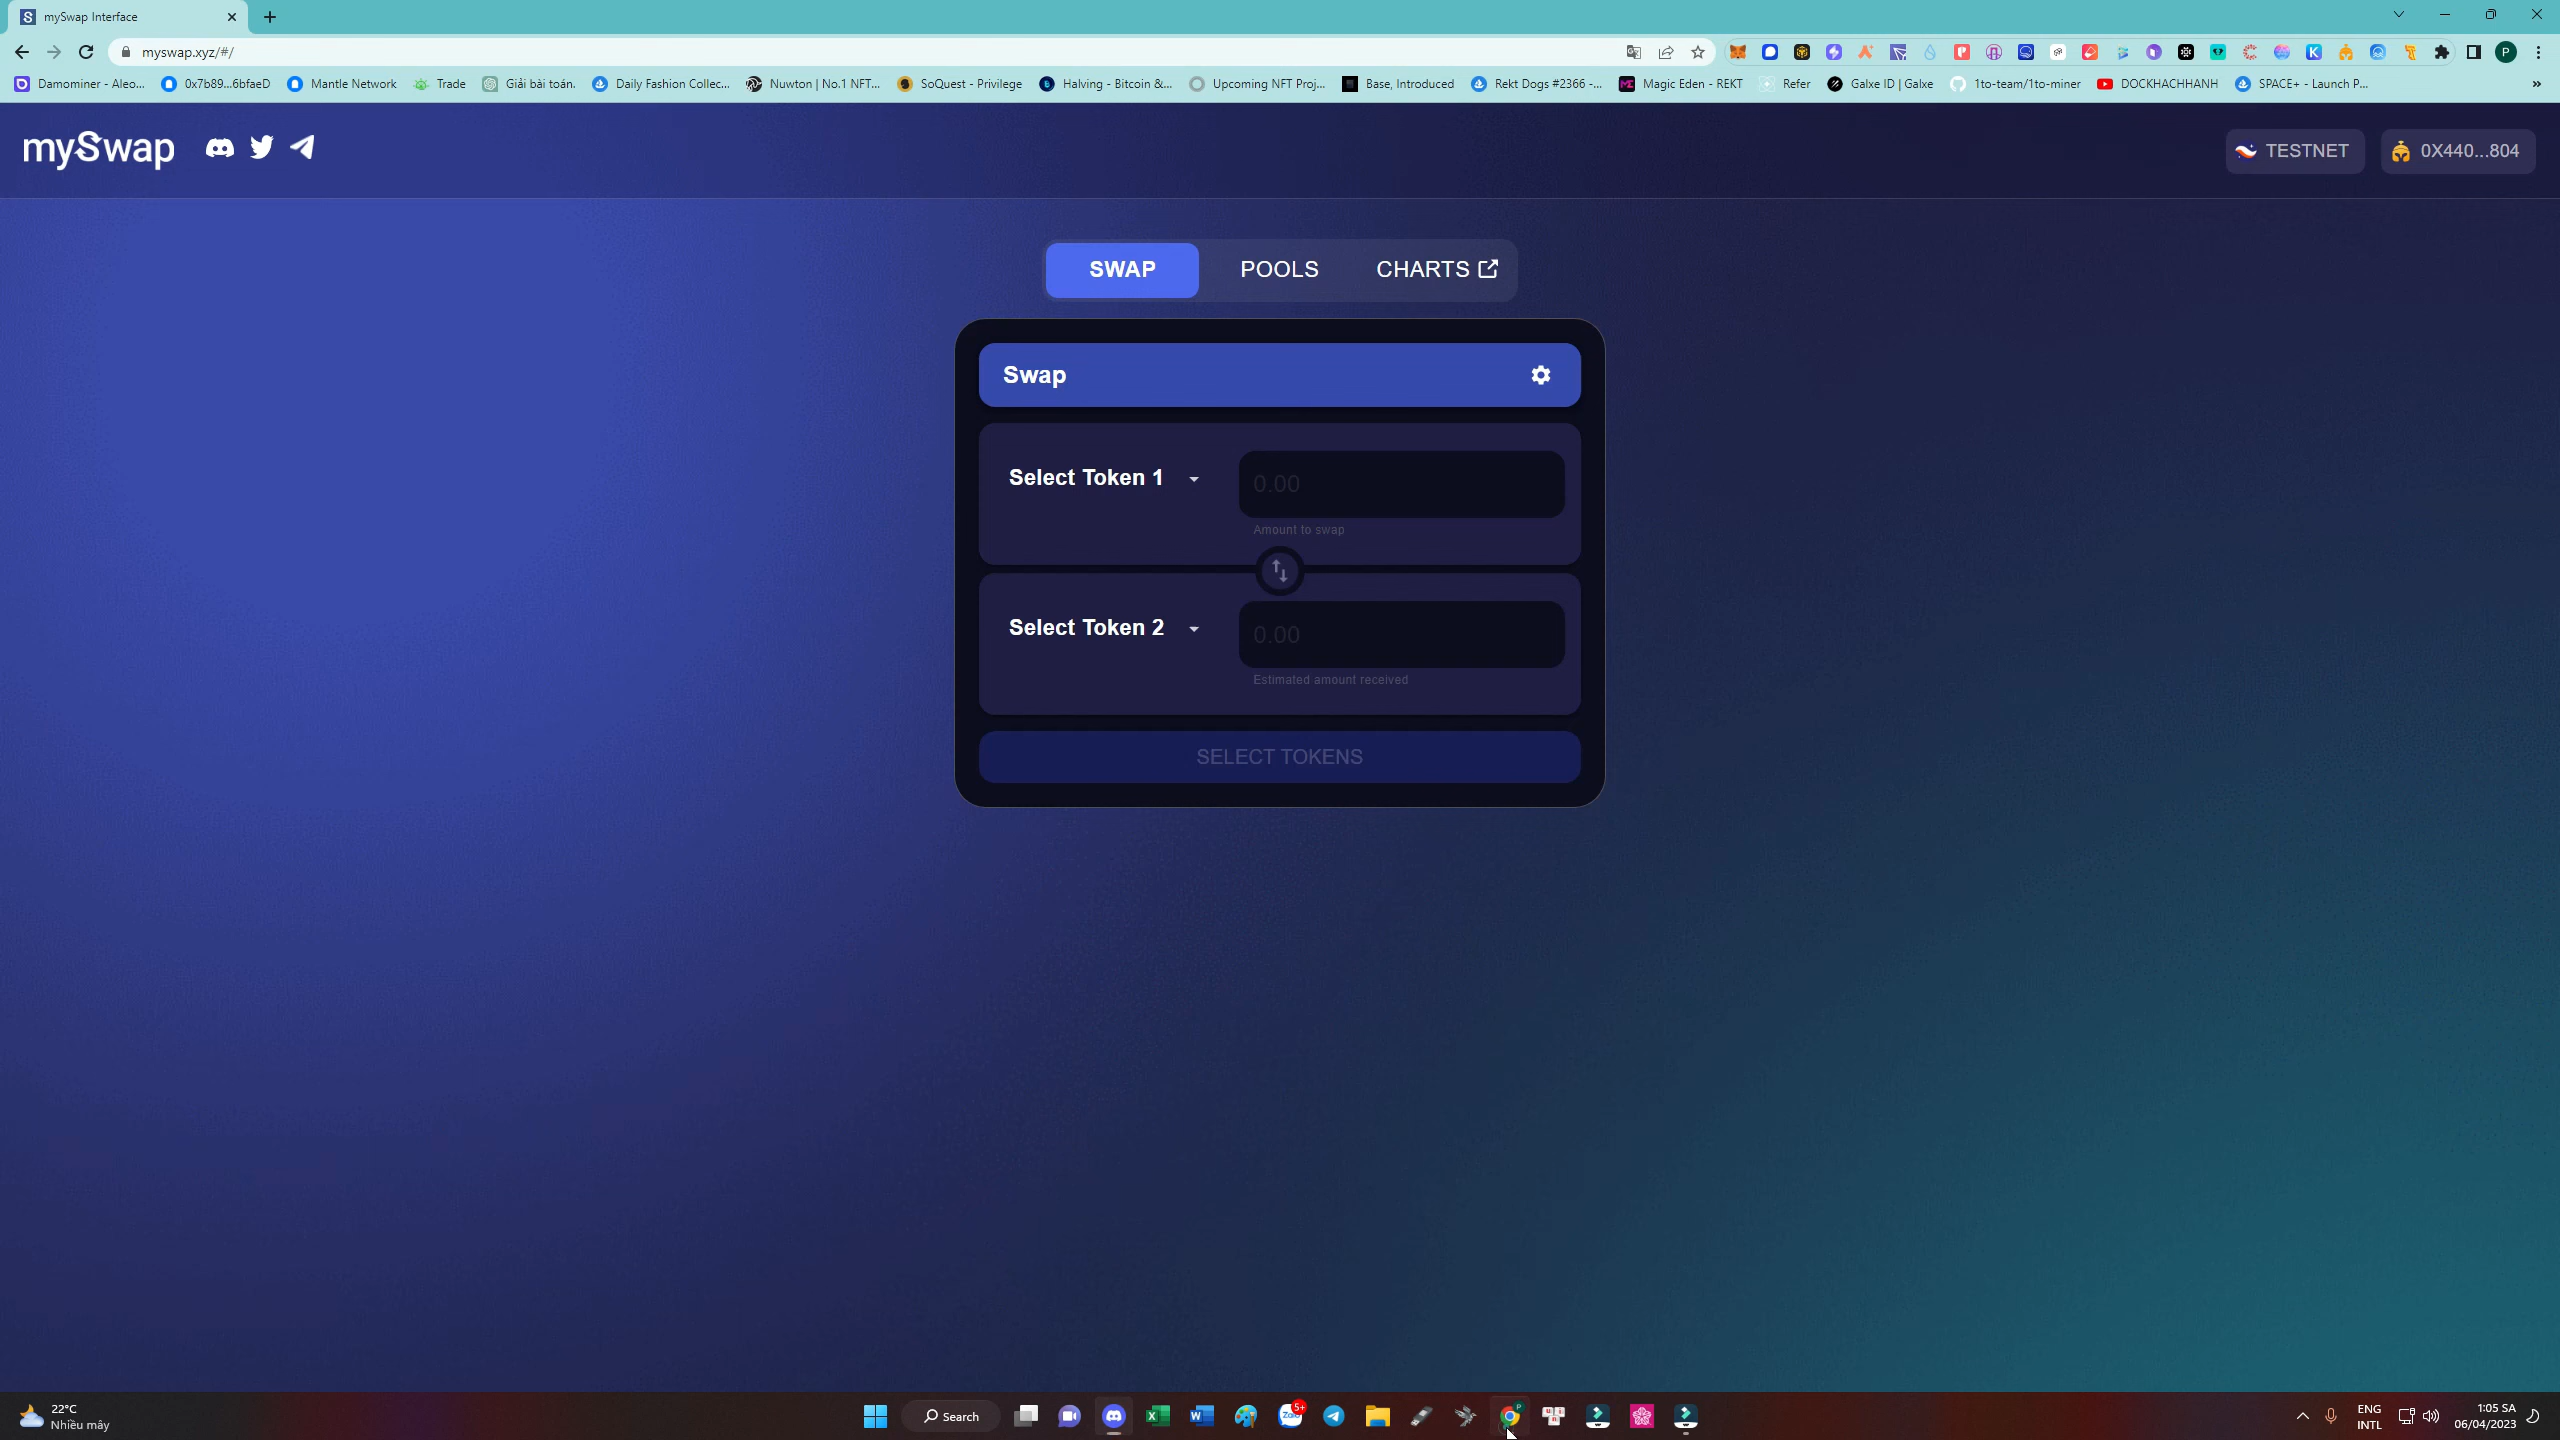 mySwap Interface
myswap.xyz/#/
P
Damominer - Aleo...
0x7b89...6bfaeD
Mantle Network
Trade
Giải bài toán.
Daily Fashion Collec...
Nuwton | No.1 NFT...
SoQuest - Privilege
Halving - Bitcoin &...
Upcoming NFT Proj...
Base, Introduced
Rekt Dogs #2366 -...
Magic Eden - REKT
Refer
Galxe ID | Galxe
1to-team/1to-miner
DOCKHACHHANH
SPACE+ - Launch P...
mySwap
TESTNET
0X440...804
SWAP
POOLS
CHARTS
Swap
Select Token 1
0.00
Amount to swap
Select Token 2
0.00
Estimated amount received
SELECT TOKENS
22°C
Nhiều mây
Search
5+
ENG
INTL
1:05 SA
06/04/2023